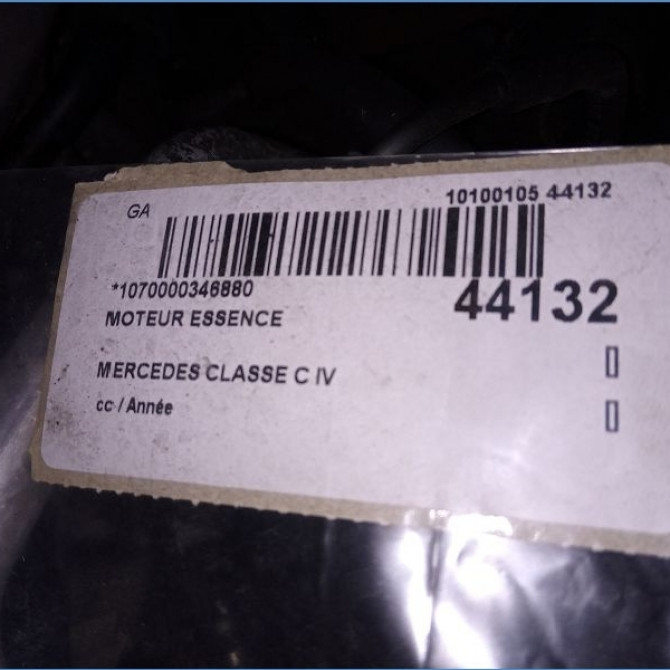 GA
10100105 44132
*1070000346880
44132
MOTEUR ESSENCE
MERCEDES CLASSE C IV
cc / Année